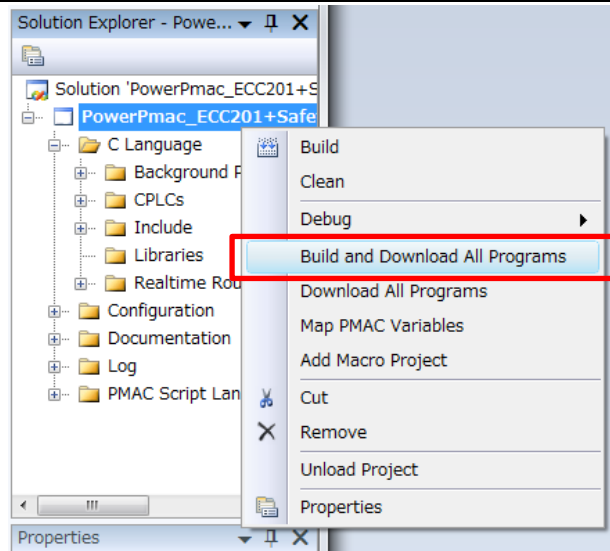 Solution Explorer - Powe...
Solution 'PowerPmac_ECC201+S
PowerPmac_ECC201+Safe
C Language
Background P
CPLCs
Include
Libraries
Realtime Rou
Configuration
Documentation
Log
PMAC Script Lan
Build
Clean
Debug
Build and Download All Programs
Download All Programs
Map PMAC Variables
Add Macro Project
Cut
Remove
Unload Project
Properties
Properties